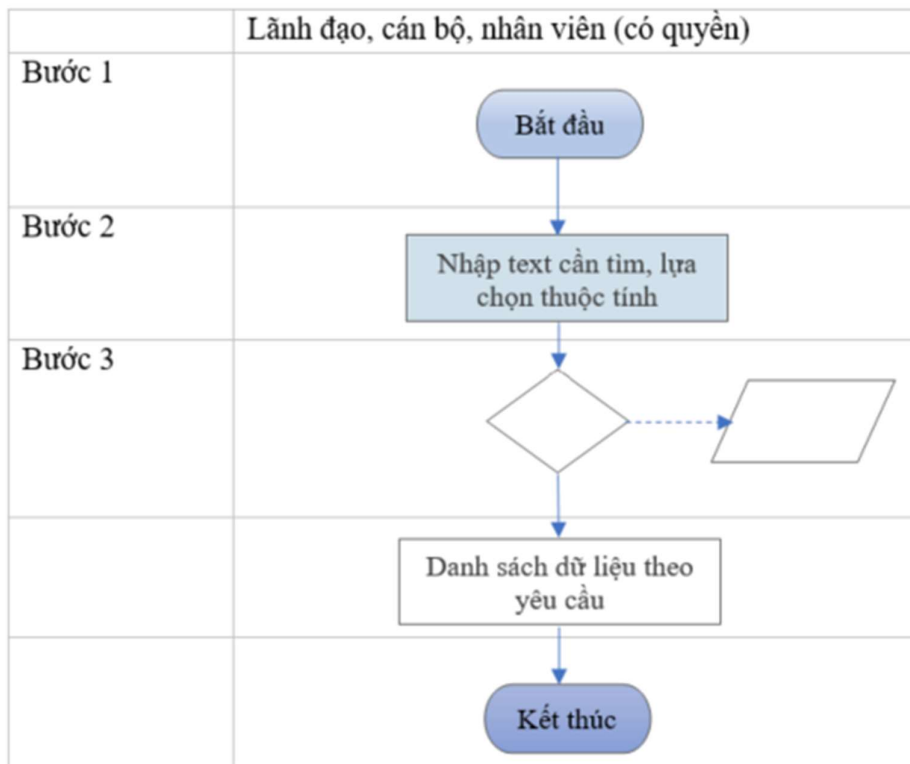 Lãnh đạo, cán bộ, nhân viên (có quyền)
Bước 1
Bắt đầu
Bước 2
Nhập text cần tìm, lựa
chọn thuộc tính
Bước 3
Danh sách dữ liệu theo
yêu cầu
Kết thúc